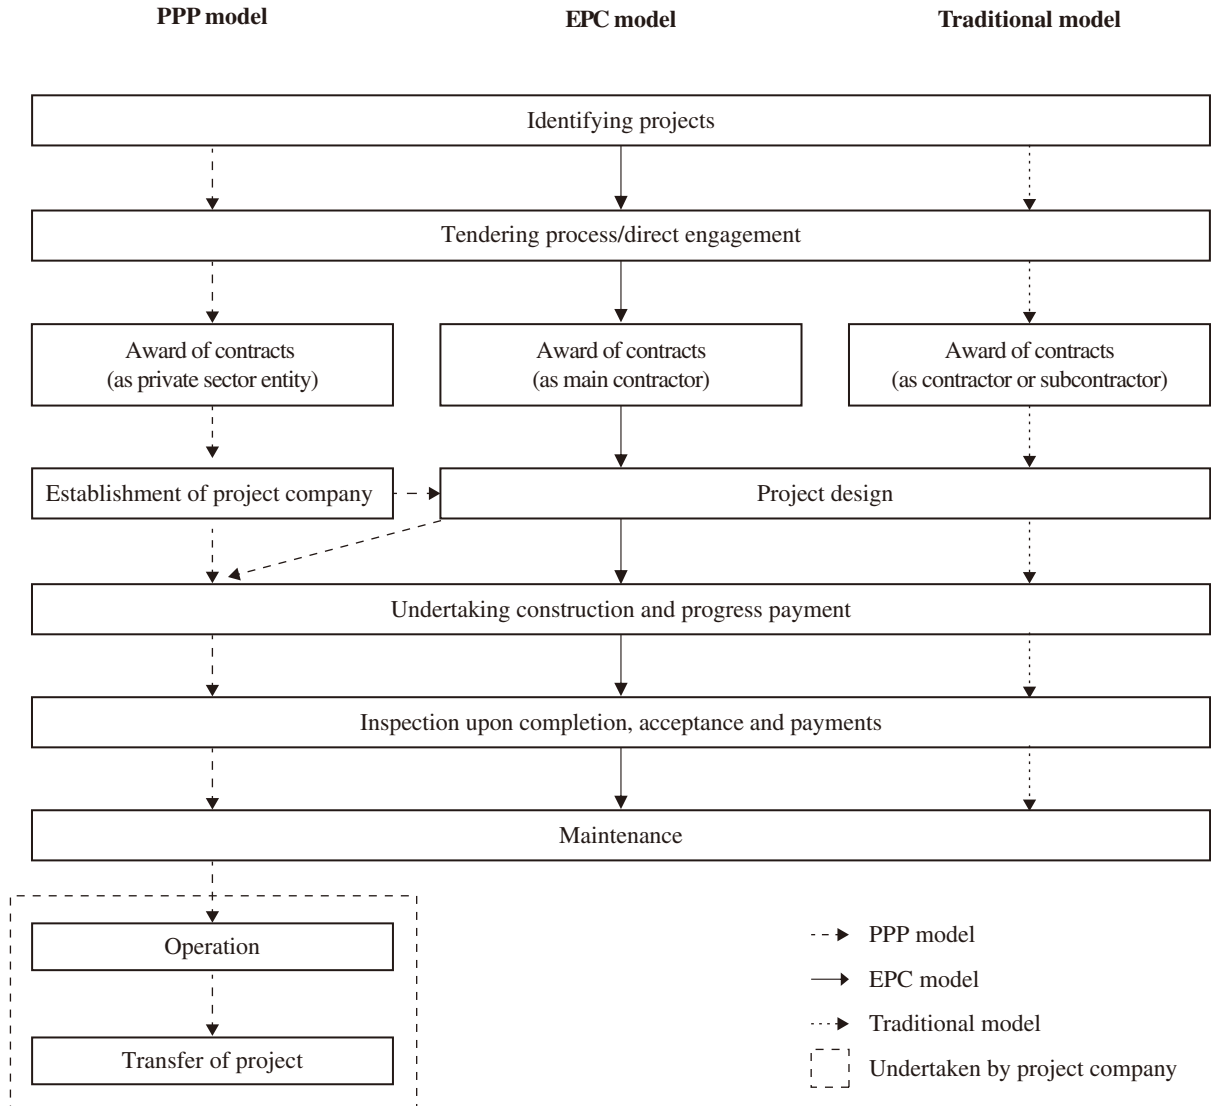 PPP model
EPC model
Traditional model
Identifying projects
Tendering process/direct engagement
Award of contracts
(as private sector entity)
Award of contracts
(as main contractor)
Award of contracts
(as contractor or subcontractor)
Establishment of project company
Project design
Undertaking construction and progress payment
Inspection upon completion, acceptance and payments
Maintenance
Operation
Transfer of project
PPP model
EPC model
Traditional model
Undertaken by project company